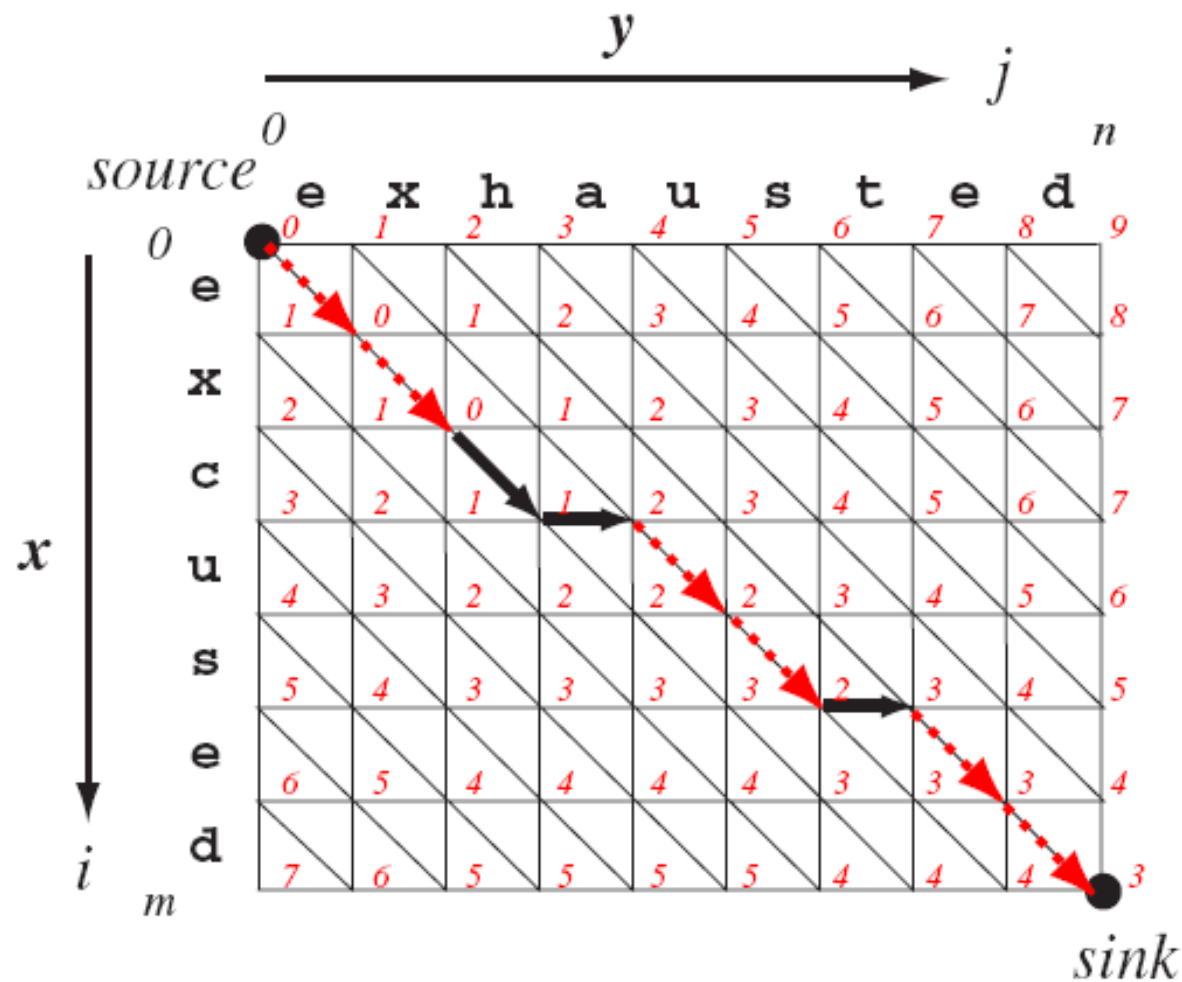 y
j
0 n
source
e x h a u s t e d
0 0 1 2 3 4 5 6 7 8 9
e
1 0 1 2 3 4 5 6 7 8
x
2 1 0 1 2 3 4 5 6 7
c
3 2 1 1 2 3 4 5 6 7
x
u
4 3 2 2 2 2 3 4 5 6
s
5 4 3 3 3 3 2 3 4 5
e
6 5 4 4 4 4 3 3 3 4
d
i
m 7 6 5 5 5 5 4 4 4 3
sink